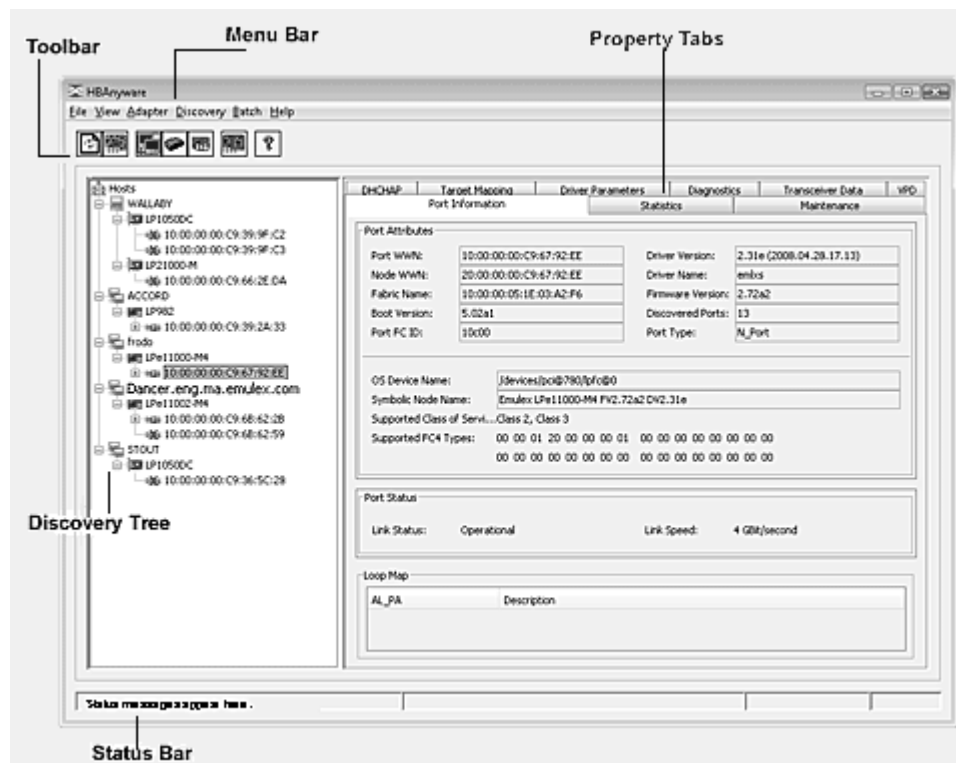 Menu Bar
Toolbar
Property Tabs
HBAnyware
File View Adapter Discovery Batch Help
Hosts
WALLABY
LP1050DC
10:00:00:00:C9:39:9F:C2
10:00:00:00:C9:39:9F:C3
LP21000-M
10:00:00:00:C9:66:2E:DA
ACCORD
LP982
10:00:00:00:C9:39:2A:33
frodo
LPe11000-M4
10:00:00:00:C9:67:92:EE
Dancer.eng.ma.emulex.com
LPe11002-M4
10:00:00:00:C9:68:62:2B
10:00:00:00:C9:68:62:59
STOUT
LP1050DC
10:00:00:00:C9:36:5C:28
Discovery Tree
DHCHAP Target Mapping Driver Parameters Diagnostics Transceiver Data VPD
Port Information Statistics Maintenance
Port Attributes
Port WWN: 10:00:00:00:C9:67:92:EE Driver Version: 2.31e (2008.04.28.17.13)
Node WWN: 20:00:00:00:C9:67:92:EE Driver Name: emlxs
Fabric Name: 10:00:00:05:1E:03:A2:F6 Firmware Version: 2.72a2
Boot Version: 5.02a1 Discovered Ports: 13
Port FC ID: 10c00 Port Type: N_Port
OS Device Name: /devices/pci@780/lpfc@0
Symbolic Node Name: Emulex LPe11000-M4 FV2.72a2 DV2.31e
Supported Class of Servi...Class 2, Class 3
Supported FC4 Types: 00 00 01 20 00 00 00 01 00 00 00 00 00 00 00 00
00 00 00 00 00 00 00 00 00 00 00 00 00 00 00 00
Port Status
Link Status: Operational Link Speed: 4 GBit/second
Loop Map
AL_PA Description
Status messages appear here.
Status Bar